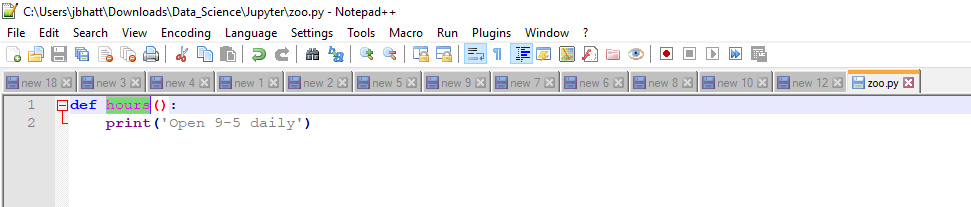 C:\Users\jbhatt\Downloads\Data_Science\Jupyter\zoo.py - Notepad++
File Edit Search View Encoding Language Settings Tools Macro Run Plugins Window ?
new 18 new 3 new 4 new 1 new 2 new 5 new 9 new 7 new 6 new 8 new 10 new 12 zoo.py
1 def hours():
2 print('Open 9-5 daily')